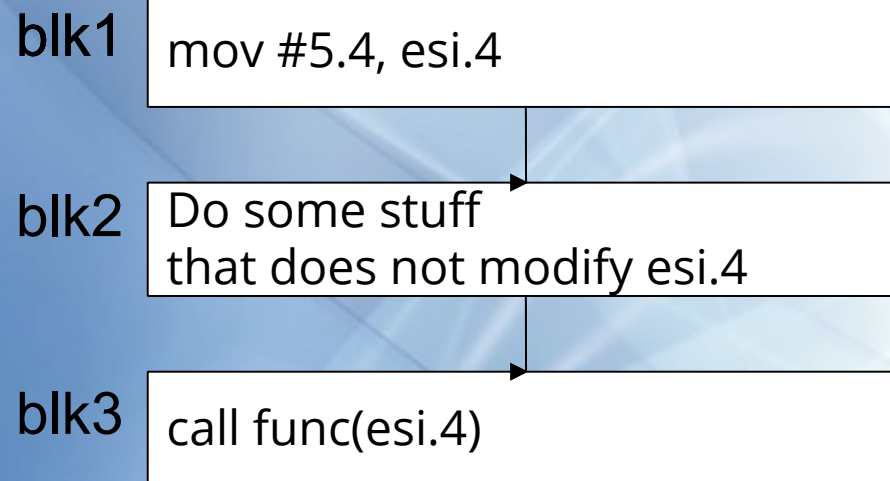 blk1
mov #5.4, esi.4
blk2
Do some stuff
that does not modify esi.4
blk3
call func(esi.4)